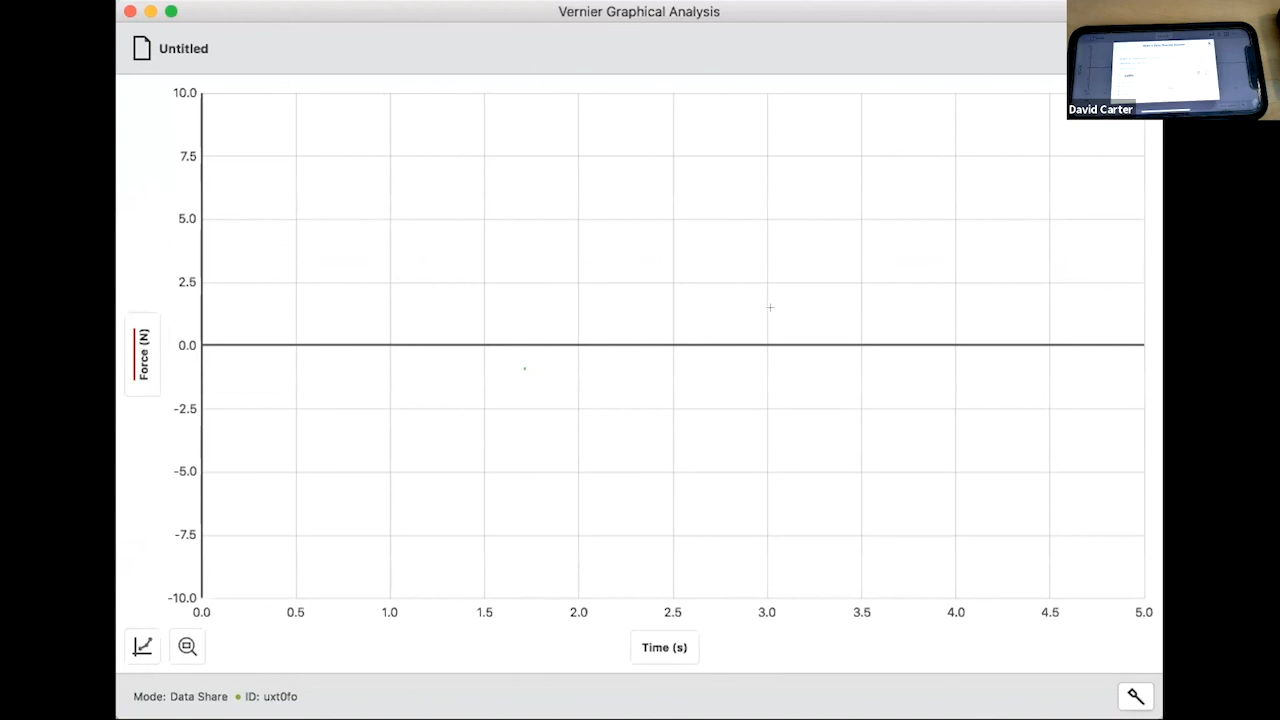 Vernier Graphical Analysis
Untitled
David Carter
10.0
7.5
5.0
2.5
0.0
-2.5
-5.0
-7.5
-10.0
Force (N)
0.0 0.5 1.0 1.5 2.0 2.5 3.0 3.5 4.0 4.5 5.0
Time (s)
Mode: Data Share ID: uxt0fo